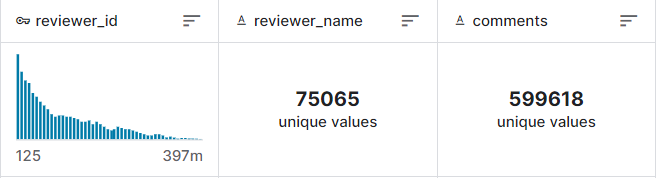 reviewer_id
reviewer_name
comments
75065
unique values
599618
unique values
125
397m